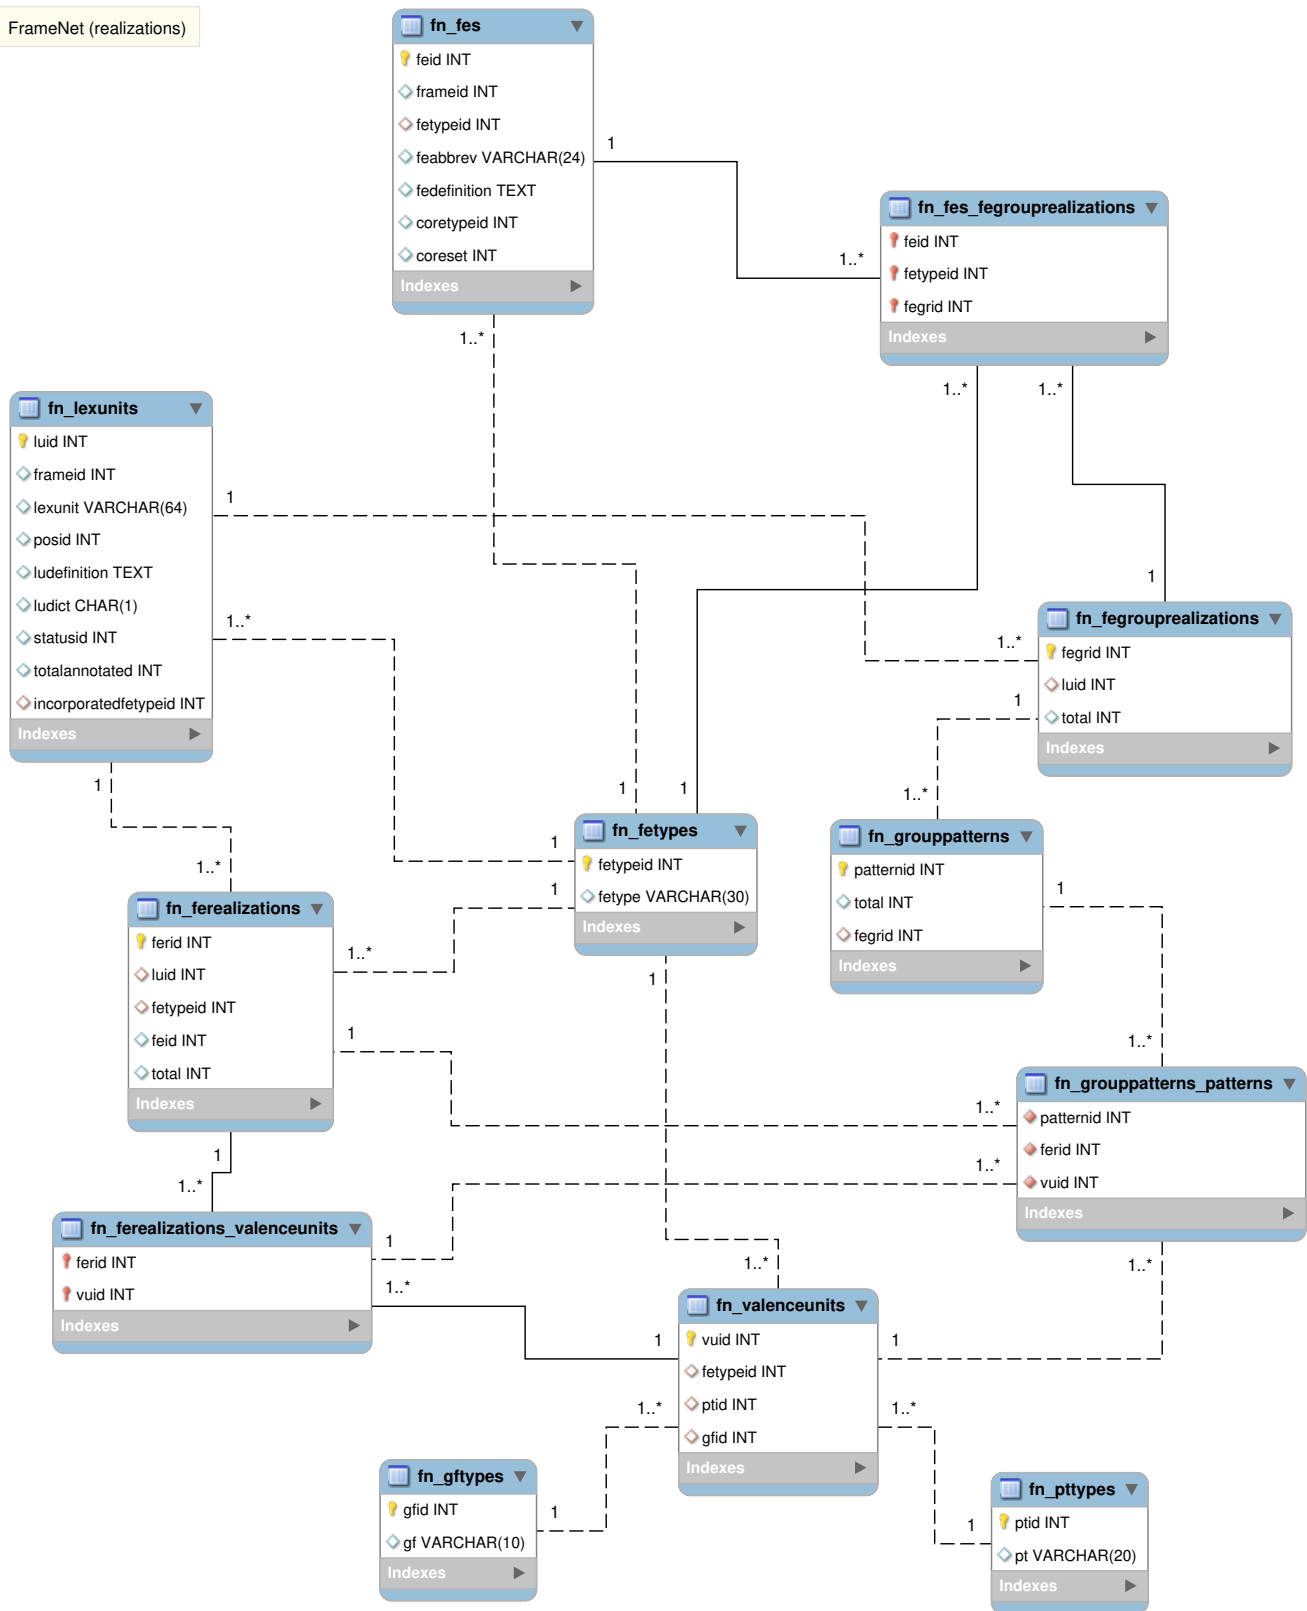 FrameNet (realizations)
fn_fes
feid INT
frameid INT
fetypeid INT
feabbrev VARCHAR(24)
fedefinition TEXT
coretypeid INT
coreset INT
Indexes
1
1..*
1..*
fn_fes_fegrouprealizations
feid INT
fetypeid INT
fegrid INT
Indexes
1..*
1..*
fn_lexunits
luid INT
frameid INT
lexunit VARCHAR(64)
posid INT
ludefinition TEXT
ludict CHAR(1)
statusid INT
totalannotated INT
incorporatedfetypeid INT
Indexes
1
1..*
1
1
1..*
fn_fegrouprealizations
fegrid INT
luid INT
total INT
Indexes
1
1..*
1
1
1
1
fn_fetypes
fetypeid INT
fetype VARCHAR(30)
Indexes
1
fn_grouppatterns
patternid INT
total INT
fegrid INT
Indexes
1
1..*
1..*
fn_ferealizations
ferid INT
luid INT
fetypeid INT
feid INT
total INT
Indexes
1..*
1
1
1..*
fn_grouppatterns_patterns
patternid INT
ferid INT
vuid INT
Indexes
1..*
1..*
1..*
fn_ferealizations_valenceunits
ferid INT
vuid INT
Indexes
1
1..*
1..*
fn_valenceunits
vuid INT
fetypeid INT
ptid INT
gfid INT
Indexes
1
1
1..*
1..*
fn_gftypes
gfid INT
gf VARCHAR(10)
Indexes
1
fn_pttypes
ptid INT
pt VARCHAR(20)
Indexes
1